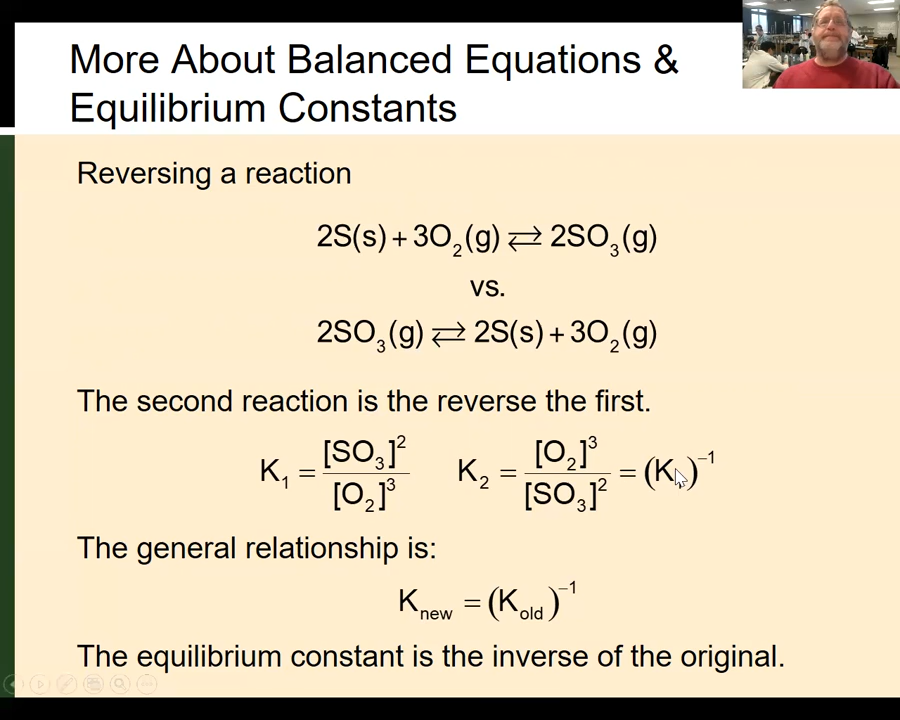 More About Balanced Equations &
Equilibrium Constants
Reversing a reaction
2S(s) + 3O₂(g) ⇄ 2SO₃(g)
vs.
2SO₃(g) ⇄ 2S(s) + 3O₂(g)
The second reaction is the reverse the first.
K₁ = [SO₃]² / [O₂]³ K₂ = [O₂]³ / [SO₃]² = (K₁)⁻¹
The general relationship is:
K_new = (K_old)⁻¹
The equilibrium constant is the inverse of the original.